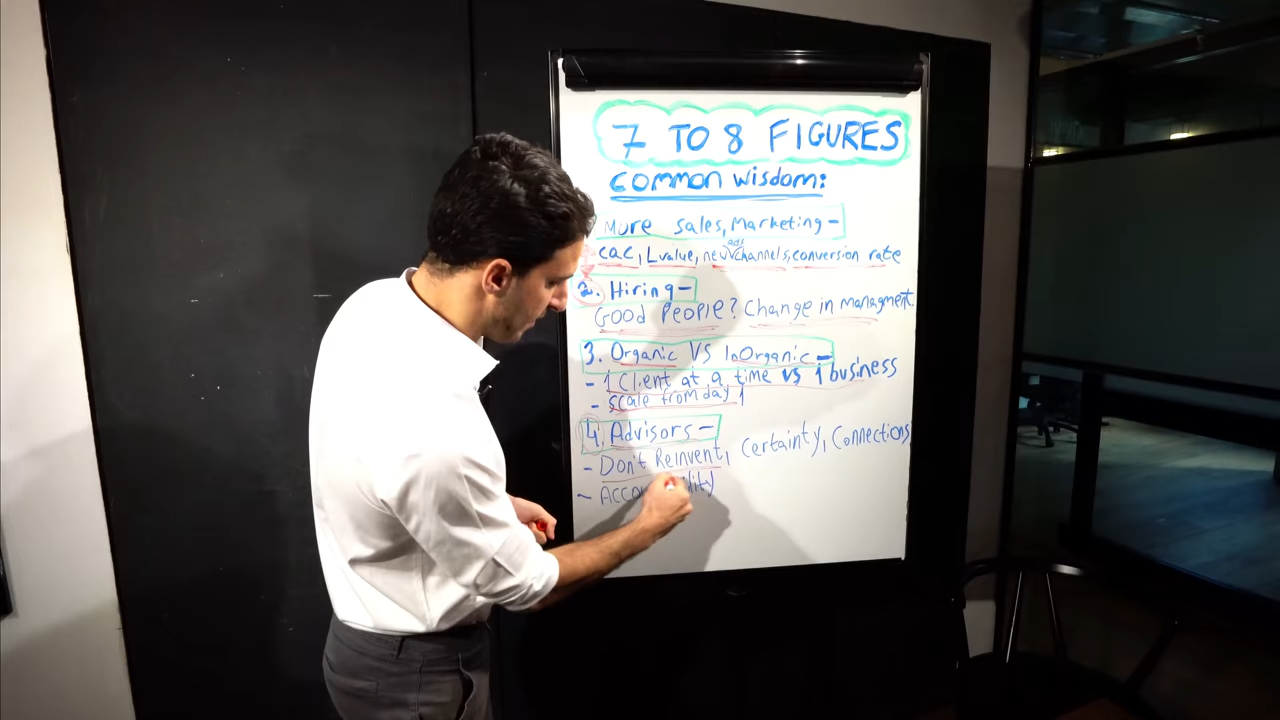 7 TO 8 FIGURES
common wisdom:
More sales, Marketing -
ads
cac, Lvalue, new channels, conversion rate
2. Hiring -
Good People? Change in managment
3. Organic VS InOrganic -
- 1 Client at a time vs 1 business
- scale from day 1
4. Advisors -
- Don't Reinvent, Certainty, Connections
-